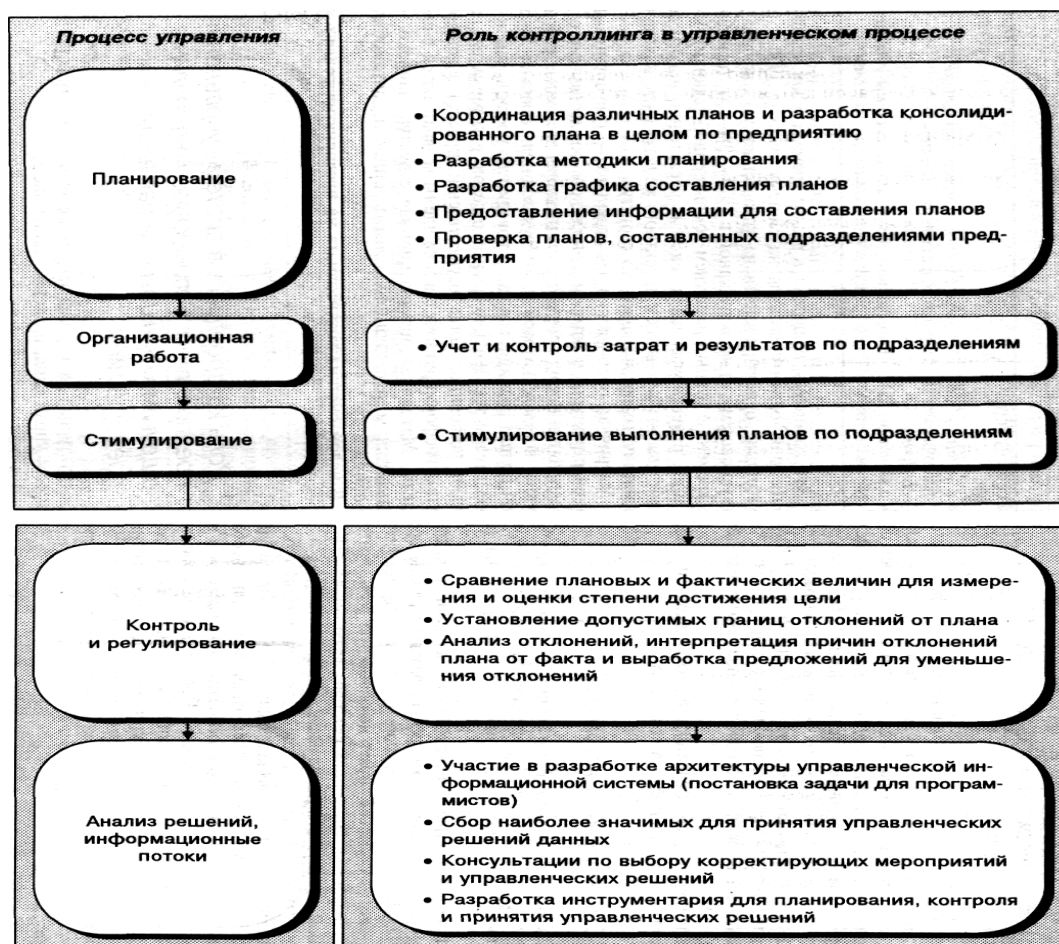 Процесс управления
Роль контроллинга в управленческом процессе
Планирование
• Координация различных планов и разработка консолиди-
рованного плана в целом по предприятию
• Разработка методики планирования
• Разработка графика составления планов
• Предоставление информации для составления планов
• Проверка планов, составленных подразделениями пред-
приятия
Организационная
работа
• Учет и контроль затрат и результатов по подразделениям
Стимулирование
• Стимулирование выполнения планов по подразделениям
Контроль
и регулирование
• Сравнение плановых и фактических величин для измере-
ния и оценки степени достижения цели
• Установление допустимых границ отклонений от плана
• Анализ отклонений, интерпретация причин отклонений
плана от факта и выработка предложений для уменьше-
ния отклонений
Анализ решений,
информационные
потоки
• Участие в разработке архитектуры управленческой ин-
формационной системы (постановка задачи для програм-
мистов)
• Сбор наиболее значимых для принятия управленческих
решений данных
• Консультации по выбору корректирующих мероприятий
и управленческих решений
• Разработка инструментария для планирования, контроля
и принятия управленческих решений